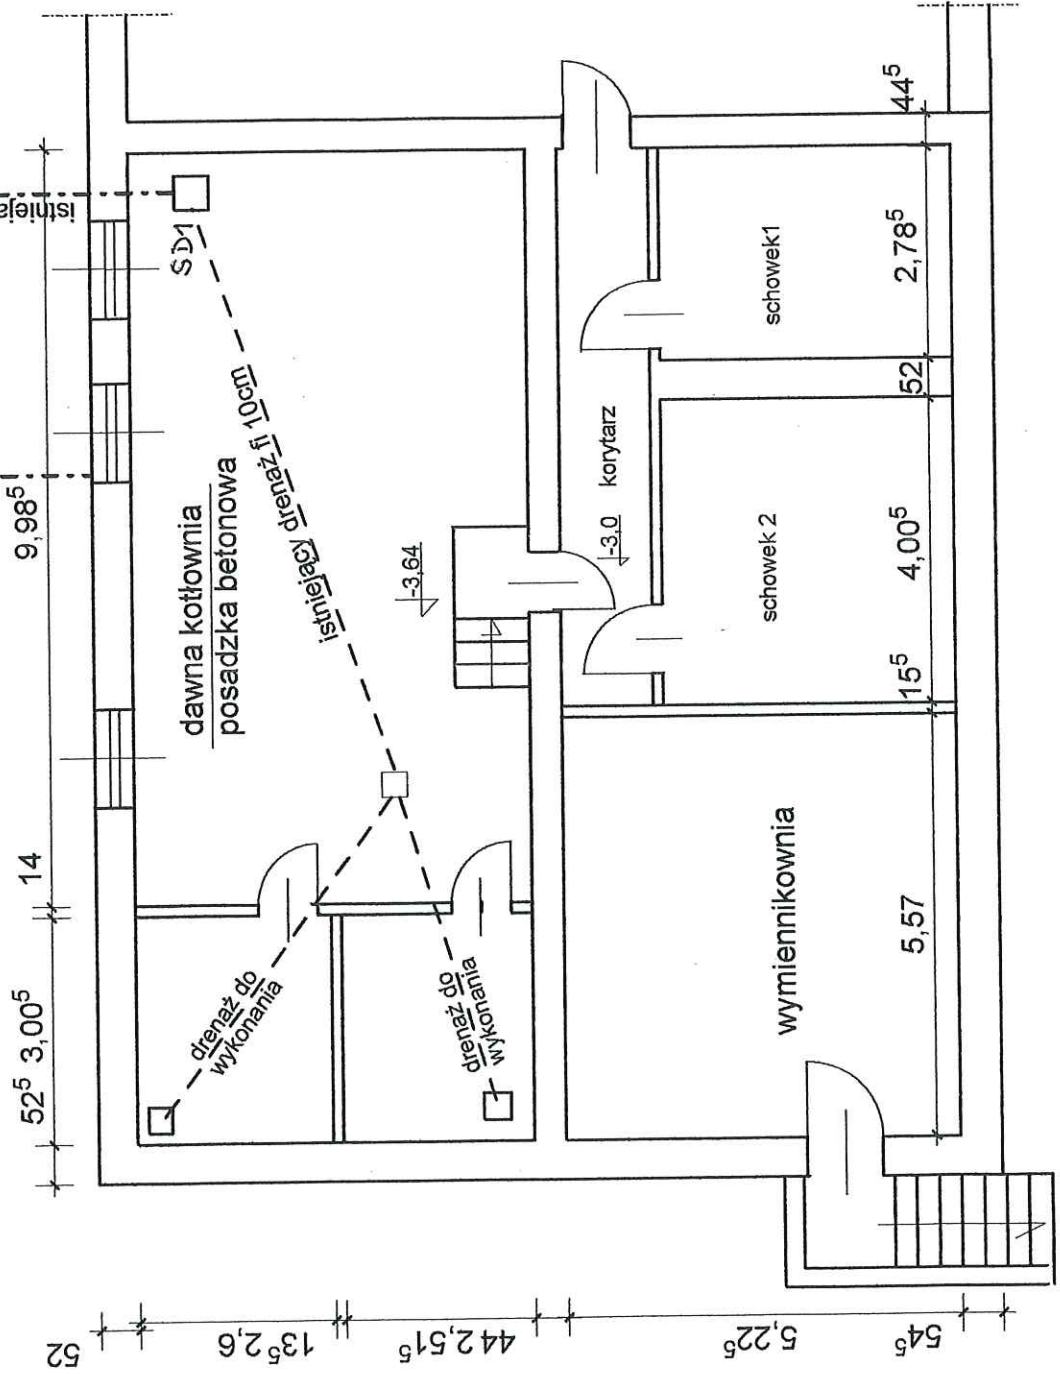 istnieją
SD1
9,98⁵
14
3,00⁵
52⁵
dawna kotłownia
posadzka betonowa
istniejący drenaż fi 10cm
-3,64
drenaż do
wykonania
drenaż do
wykonania
korytarz
-3,0
schowek1
schowek 2
wymiennikownia
44⁵
2,78⁵
52
4,00⁵
15⁵
5,57
52
2,6
13⁵
2,51⁵
44
5,22⁵
54⁵